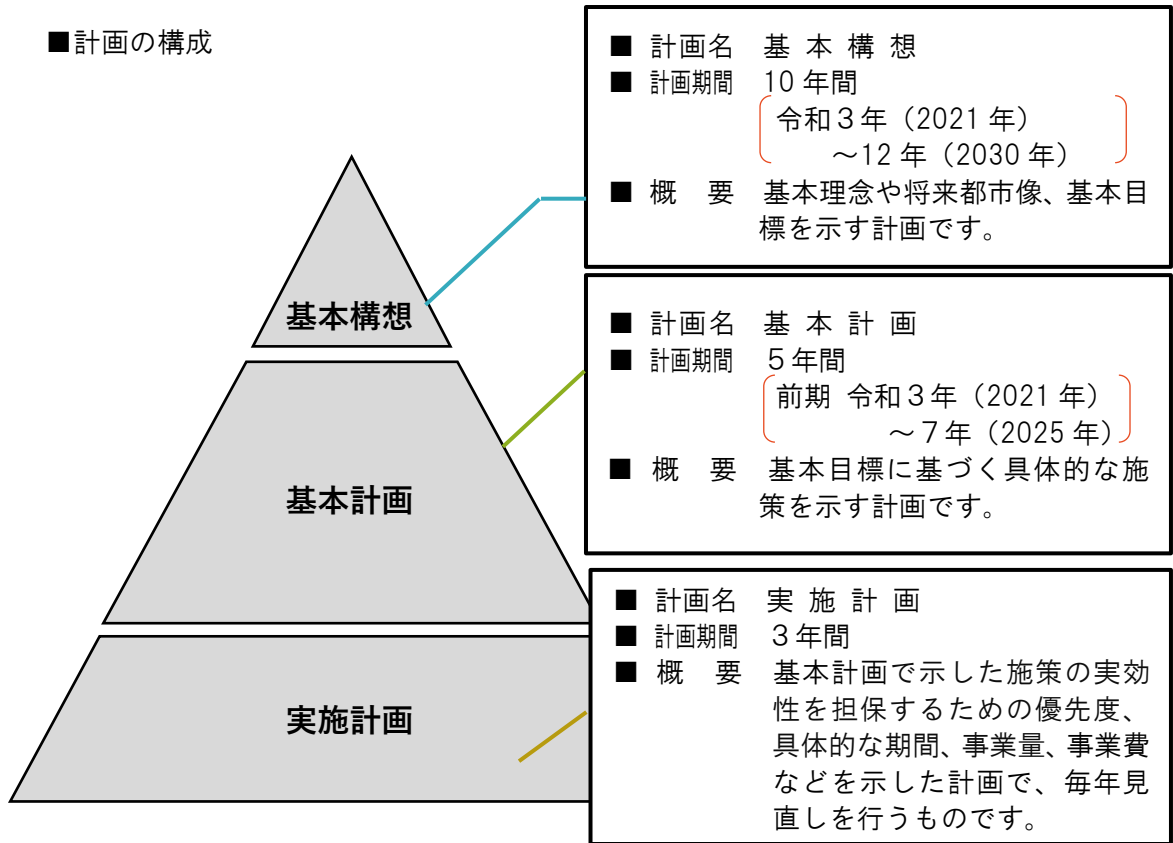 ■計画の構成
■ 計画名 基 本 構 想
■ 計画期間 10 年間
令和３年（2021 年）
～12 年（2030 年）
■ 概 要 基本理念や将来都市像、基本目
標を示す計画です。
基本構想
■ 計画名 基 本 計 画
■ 計画期間 ５年間
前期 令和３年（2021 年）
～７年（2025 年）
■ 概 要 基本目標に基づく具体的な施
策を示す計画です。
基本計画
■ 計画名 実 施 計 画
■ 計画期間 ３年間
■ 概 要 基本計画で示した施策の実効
性を担保するための優先度、
具体的な期間、事業量、事業費
などを示した計画で、毎年見
直しを行うものです。
実施計画